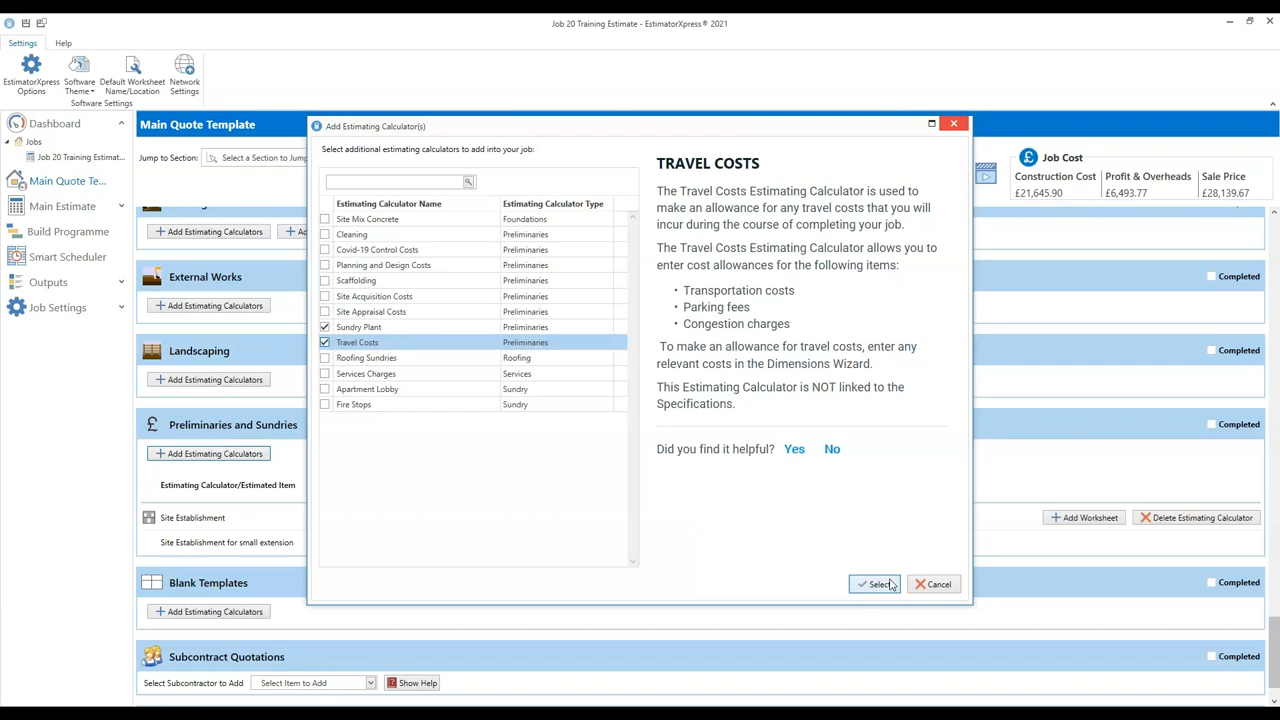 Job 20 Training Estimate - EstimatorXpress® 2021
Settings
Help
EstimatorXpress
Options
Software
Theme
Default Worksheet
Name/Location
Network
Settings
Software Settings
Dashboard
Jobs
Job 20 Training Estimat...
Main Quote Te...
Main Estimate
Build Programme
Smart Scheduler
Outputs
Job Settings
Main Quote Template
Jump to Section:
Select a Section to Jump
Job Cost
Construction Cost
Profit & Overheads
Sale Price
£21,645.90
£6,493.77
£28,139.67
Add Estimating Calculators
External Works
Completed
Add Estimating Calculators
Landscaping
Completed
Add Estimating Calculators
Preliminaries and Sundries
Completed
Add Estimating Calculators
Estimating Calculator/Estimated Item
Site Establishment
Add Worksheet
Delete Estimating Calculator
Site Establishment for small extension
Blank Templates
Completed
Add Estimating Calculators
Subcontract Quotations
Completed
Select Subcontractor to Add
Select Item to Add
Show Help
Add Estimating Calculator(s)
Select additional estimating calculators to add into your job:
Estimating Calculator Name Estimating Calculator Type
Site Mix Concrete Foundations
Cleaning Preliminaries
Covid-19 Control Costs Preliminaries
Planning and Design Costs Preliminaries
Scaffolding Preliminaries
Site Acquisition Costs Preliminaries
Site Appraisal Costs Preliminaries
Sundry Plant Preliminaries
Travel Costs Preliminaries
Roofing Sundries Roofing
Services Charges Services
Apartment Lobby Sundry
Fire Stops Sundry
TRAVEL COSTS
The Travel Costs Estimating Calculator is used to
make an allowance for any travel costs that you will
incur during the course of completing your job.
The Travel Costs Estimating Calculator allows you to
enter cost allowances for the following items:
• Transportation costs
• Parking fees
• Congestion charges
To make an allowance for travel costs, enter any
relevant costs in the Dimensions Wizard.
This Estimating Calculator is NOT linked to the
Specifications.
Did you find it helpful? Yes No
Select
Cancel